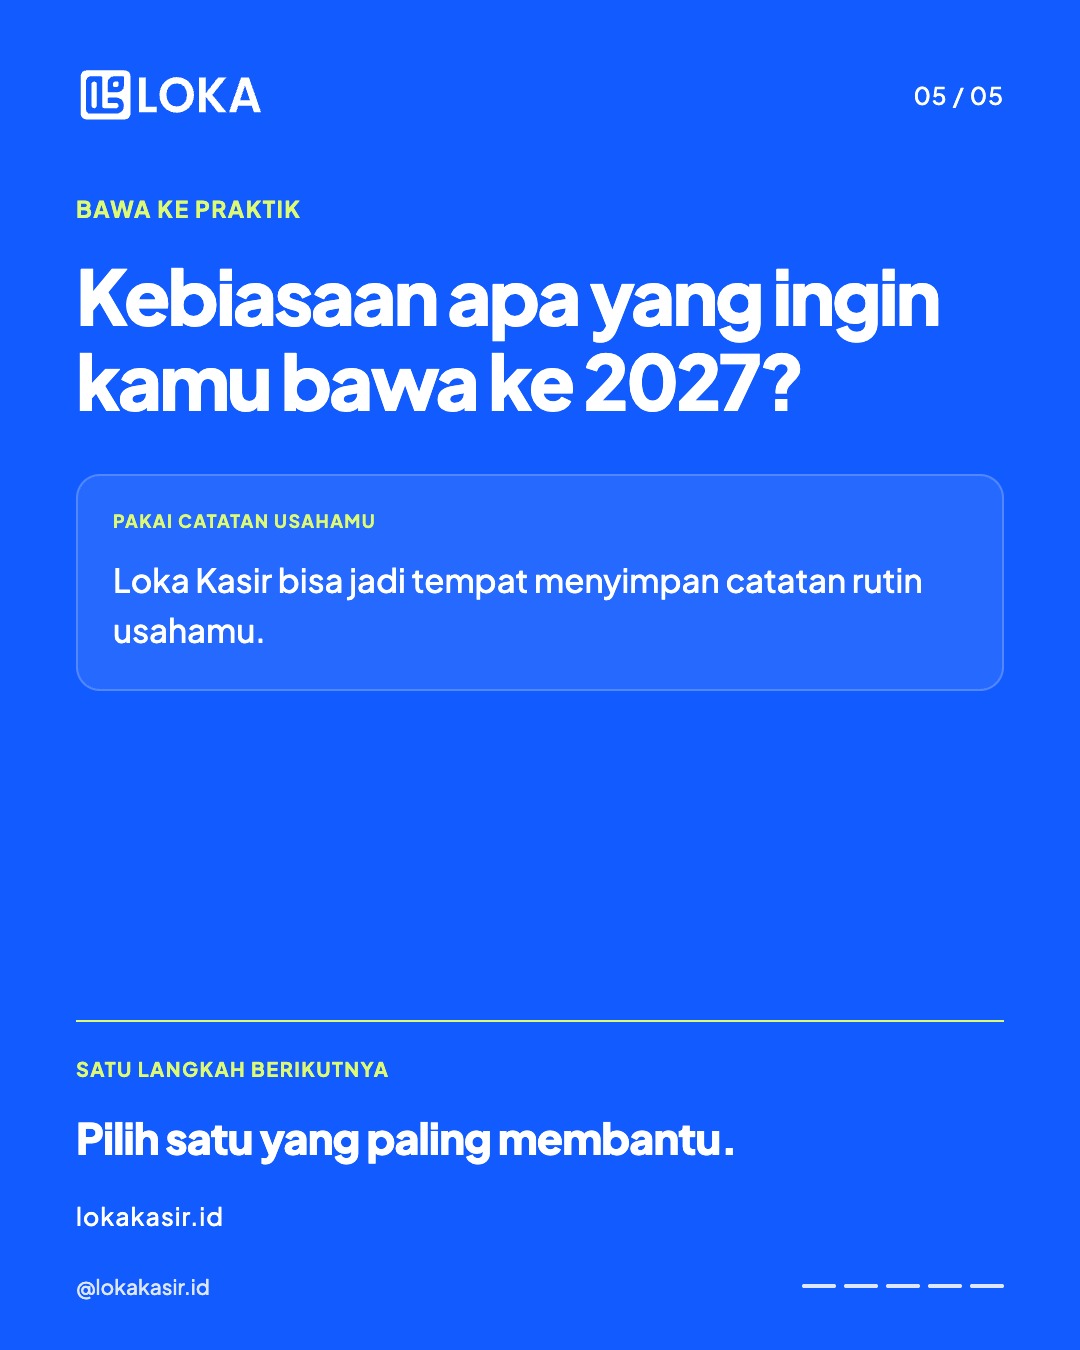 LOKA
05 / 05
BAWA KE PRAKTIK
Kebiasaan apa yang ingin
kamu bawa ke 2027?
PAKAI CATATAN USAHAMU
Loka Kasir bisa jadi tempat menyimpan catatan rutin
usahamu.
SATU LANGKAH BERIKUTNYA
Pilih satu yang paling membantu.
lokakasir.id
@lokakasir.id